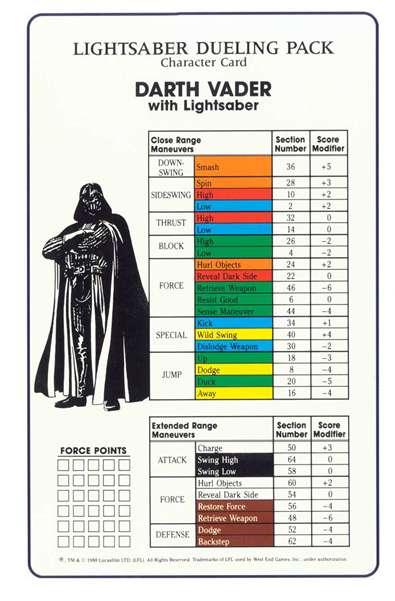 LIGHTSABER DUELING PACK
Character Card
DARTH VADER
with Lightsaber
Close Range Maneuvers Section Number Score Modifier
DOWN-SWING Smash 36 +5
SIDESWING Spin 28 +3
High 10 +2
Low 2 +2
THRUST High 32 0
Low 14 0
BLOCK High 26 −2
Low 4 −2
FORCE Hurl Objects 24 +2
Reveal Dark Side 22 0
Retrieve Weapon 46 −6
Resist Good 6 0
Sense Maneuver 44 −4
SPECIAL Kick 34 +1
Wild Swing 40 +4
Dislodge Weapon 30 −2
JUMP Up 18 −3
Dodge 8 −4
Duck 20 −5
Away 16 −4
Extended Range Maneuvers Section Number Score Modifier
ATTACK Charge 50 +3
Swing High 64 0
Swing Low 58 0
FORCE Hurl Objects 60 +2
Reveal Dark Side 54 0
Restore Force 56 −4
Retrieve Weapon 48 −6
DEFENSE Dodge 52 −4
Backstep 62 −4
FORCE POINTS
®, TM & © 1988 Lucasfilm LTD. (LFL). All Rights Reserved. Trademarks of LFL used by West End Games, Inc. under authorization.